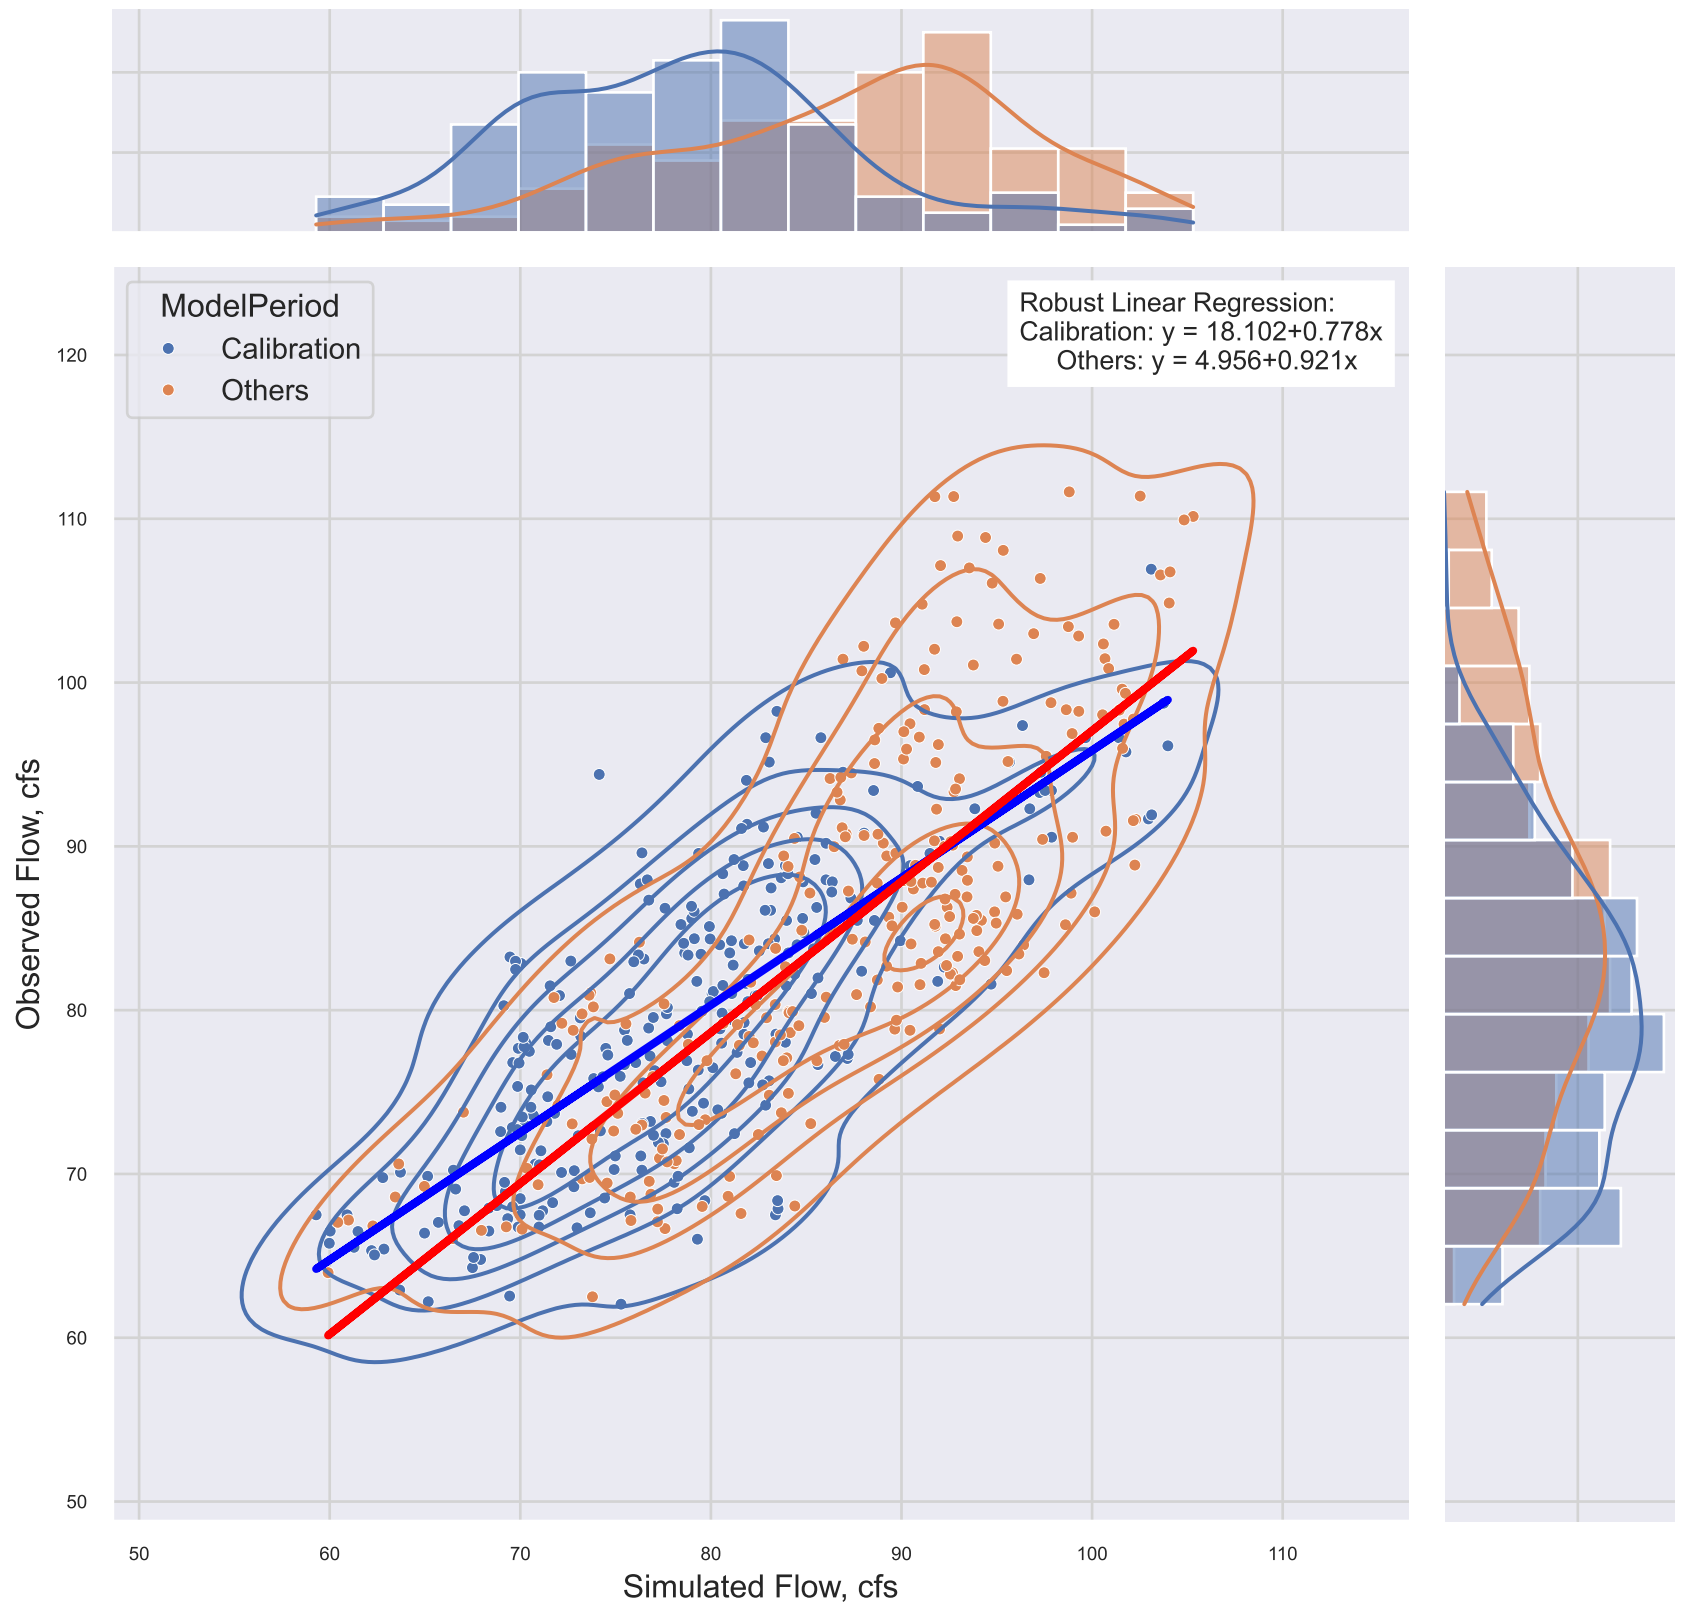 ModelPeriod
Calibration
Others
Robust Linear Regression:
Calibration: y = 18.102+0.778x
Others: y = 4.956+0.921x
120
110
100
90
80
70
60
50
Observed Flow, cfs
50 60 70 80 90 100 110
Simulated Flow, cfs